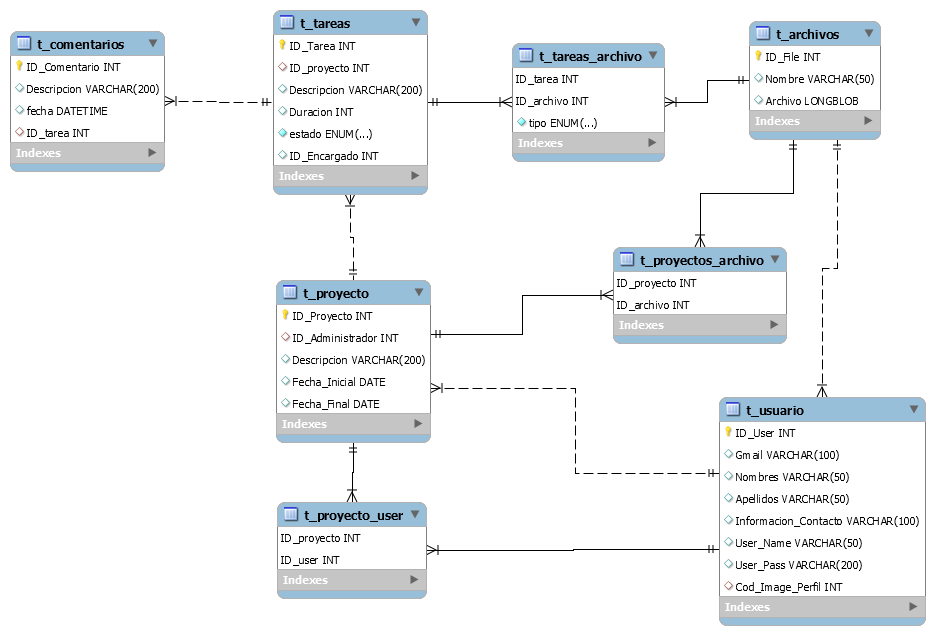 t_comentarios
ID_Comentario INT
Descripcion VARCHAR(200)
fecha DATETIME
ID_tarea INT
Indexes
t_tareas
ID_Tarea INT
ID_proyecto INT
Descripcion VARCHAR(200)
Duracion INT
estado ENUM(...)
ID_Encargado INT
Indexes
t_tareas_archivo
ID_tarea INT
ID_archivo INT
tipo ENUM(...)
Indexes
t_archivos
ID_File INT
Nombre VARCHAR(50)
Archivo LONGBLOB
Indexes
t_proyectos_archivo
ID_proyecto INT
ID_archivo INT
Indexes
t_proyecto
ID_Proyecto INT
ID_Administrador INT
Descripcion VARCHAR(200)
Fecha_Inicial DATE
Fecha_Final DATE
Indexes
t_usuario
ID_User INT
Gmail VARCHAR(100)
Nombres VARCHAR(50)
Apellidos VARCHAR(50)
Informacion_Contacto VARCHAR(100)
User_Name VARCHAR(50)
User_Pass VARCHAR(200)
Cod_Image_Perfil INT
Indexes
t_proyecto_user
ID_proyecto INT
ID_user INT
Indexes